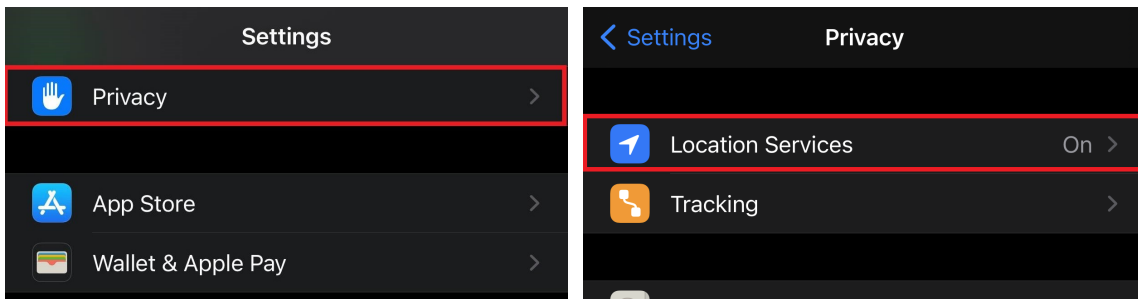 Settings
Privacy
App Store
Wallet & Apple Pay
Settings
Privacy
Location Services
On
Tracking